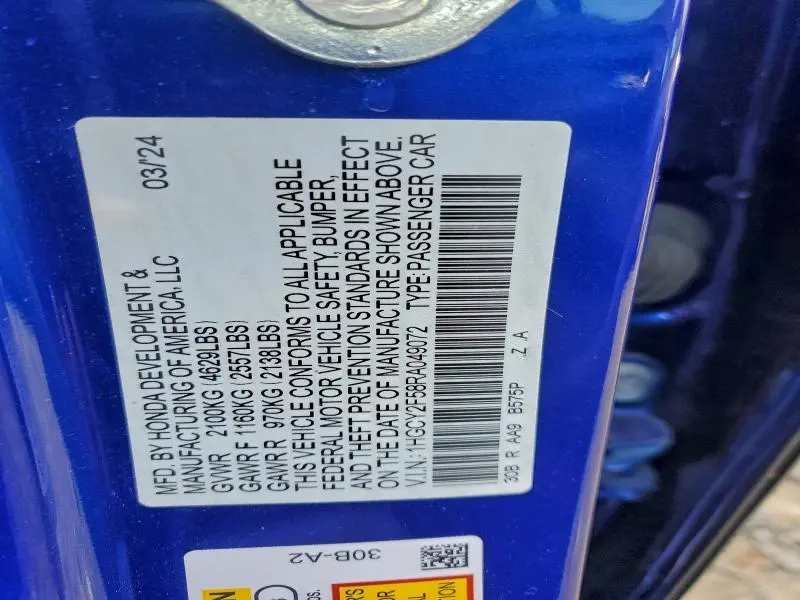 MFD. BY HONDA DEVELOPMENT &
MANUFACTURING OF AMERICA, LLC 03/'24
GVWR 2100KG (4629LBS)
GAWR F 1160KG (2557LBS)
GAWR R 970KG (2138LBS)
THIS VEHICLE CONFORMS TO ALL APPLICABLE
FEDERAL MOTOR VEHICLE SAFETY, BUMPER,
AND THEFT PREVENTION STANDARDS IN EFFECT
ON THE DATE OF MANUFACTURE SHOWN ABOVE.
V.I.N.: 1HGCY2F58RA049072 TYPE: PASSENGER CAR
30B R AA9 B575P Z A
30B-A2